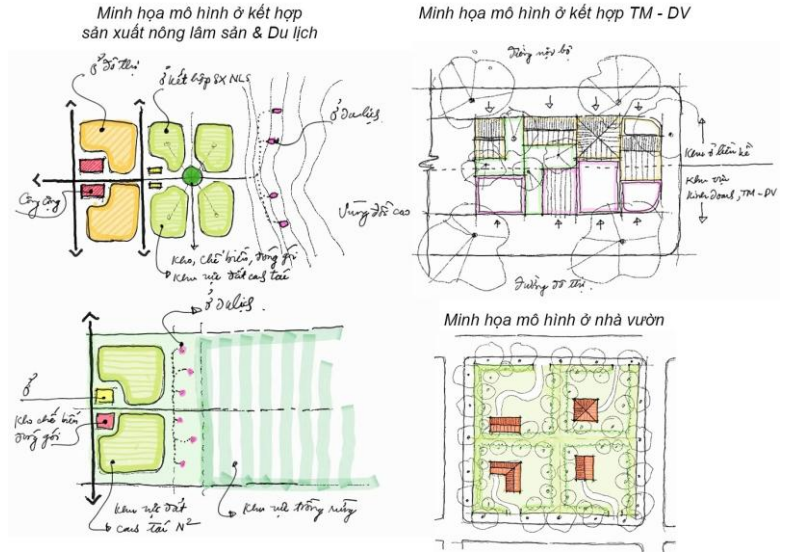 Minh họa mô hình ở kết hợp
sản xuất nông lâm sản & Du lịch
Ở Đô thị
Ở kết hợp SX NLS
Ở Du lịch
Công cộng
Vùng đồi cao
Kho, chế biến, đóng gói
Khu vực đất canh tác
Ở Du lịch.
Ở
Kho chế biến
đóng gói
Khu vực đất
canh tác N²
Khu vực trồng rừng
Minh họa mô hình ở kết hợp TM - DV
Đường nội bộ
Khu ở liền kề
Khu vực
Kinh doanh, TM-DV
Đường đô thị.
Minh họa mô hình ở nhà vườn